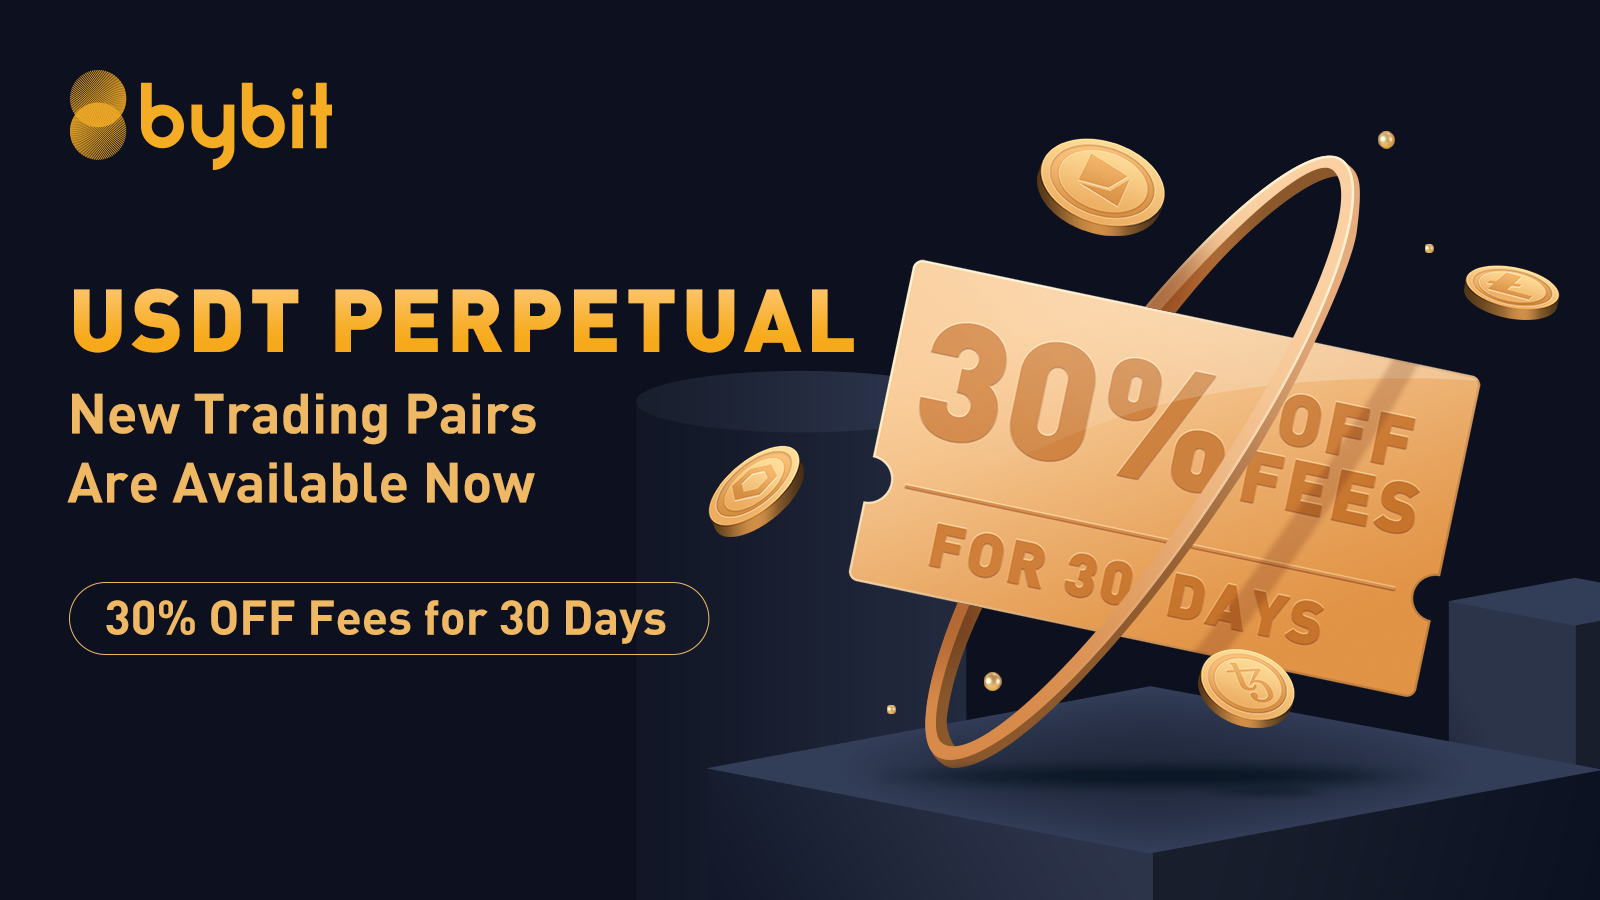 bybit
USDT PERPETUAL
New Trading Pairs
Are Available Now
30% OFF Fees for 30 Days
30% OFF
FEES
FOR 30 DAYS